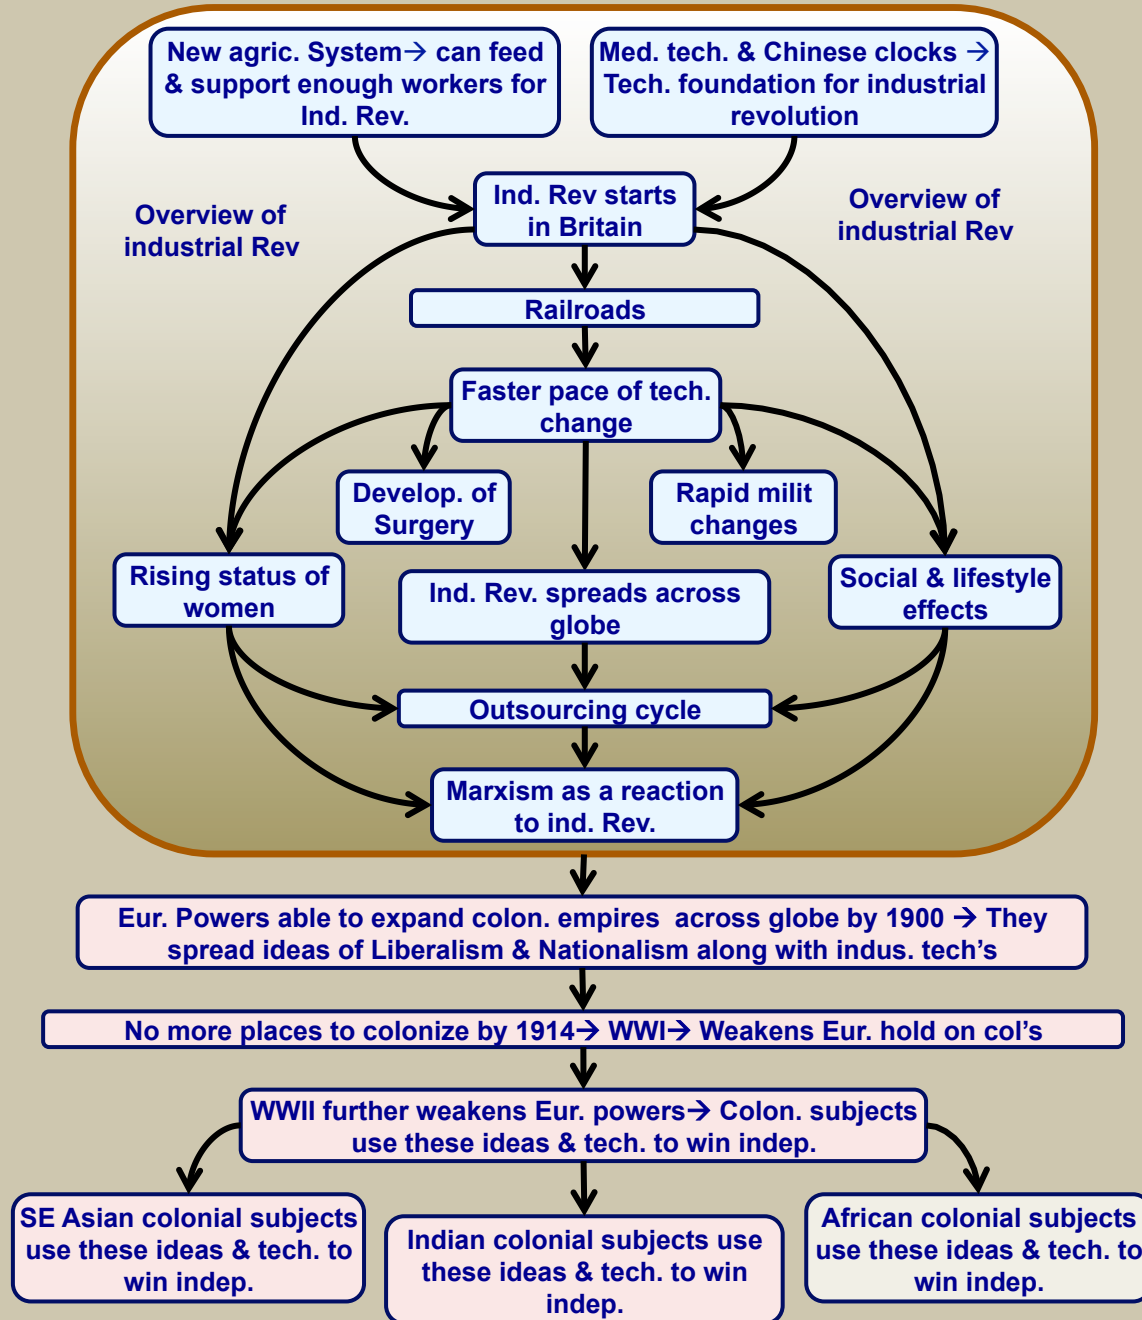 New agric. System→ can feed
& support enough workers for
Ind. Rev.
Med. tech. & Chinese clocks →
Tech. foundation for industrial
revolution
Ind. Rev starts
in Britain
Overview of
industrial Rev
Overview of
industrial Rev
Railroads
Faster pace of tech.
change
Develop. of
Surgery
Rapid milit
changes
Rising status of
women
Ind. Rev. spreads across
globe
Social & lifestyle
effects
Outsourcing cycle
Marxism as a reaction
to ind. Rev.
Eur. Powers able to expand colon. empires  across globe by 1900 → They
spread ideas of Liberalism & Nationalism along with indus. tech’s
No more places to colonize by 1914→ WWI→ Weakens Eur. hold on col’s
WWII further weakens Eur. powers→ Colon. subjects
use these ideas & tech. to win indep.
SE Asian colonial subjects
use these ideas & tech. to
win indep.
Indian colonial subjects use
these ideas & tech. to win
indep.
African colonial subjects
use these ideas & tech. to
win indep.